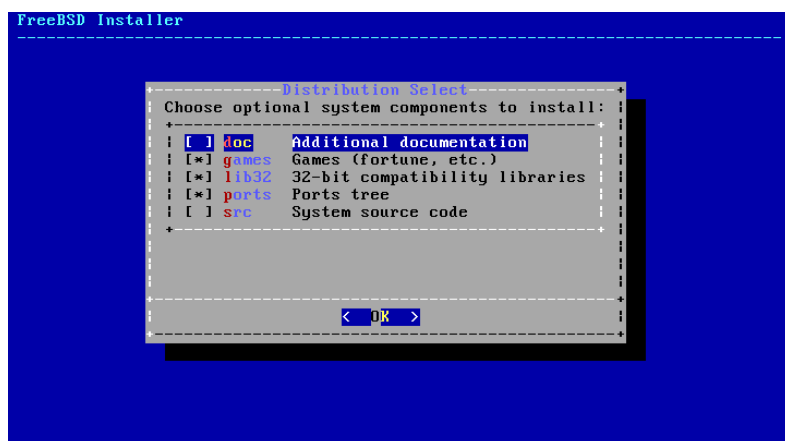 FreeBSD Installer
Distribution Select
Choose optional system components to install:
[ ] doc Additional documentation
[*] games Games (fortune, etc.)
[*] lib32 32-bit compatibility libraries
[*] ports Ports tree
[ ] src System source code
< OK >